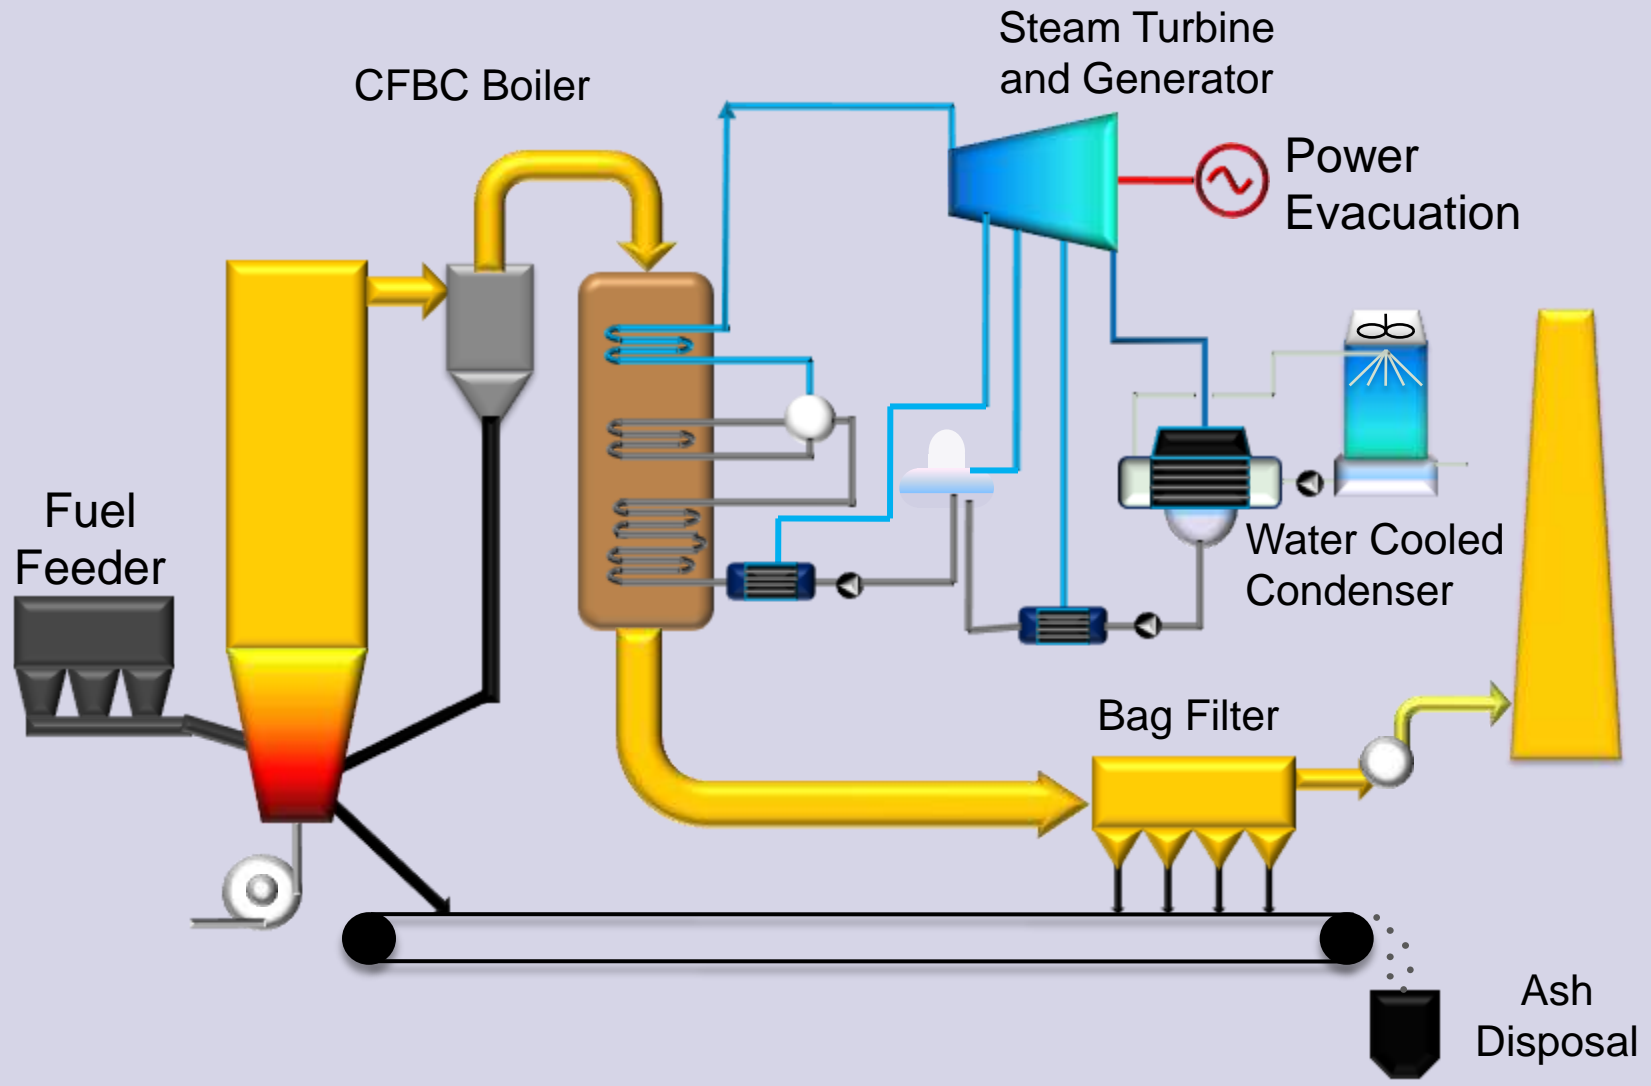 Steam Turbine
and Generator
CFBC Boiler
Power
Evacuation
Fuel
Feeder
Water Cooled
Condenser
Bag Filter
Ash
Disposal